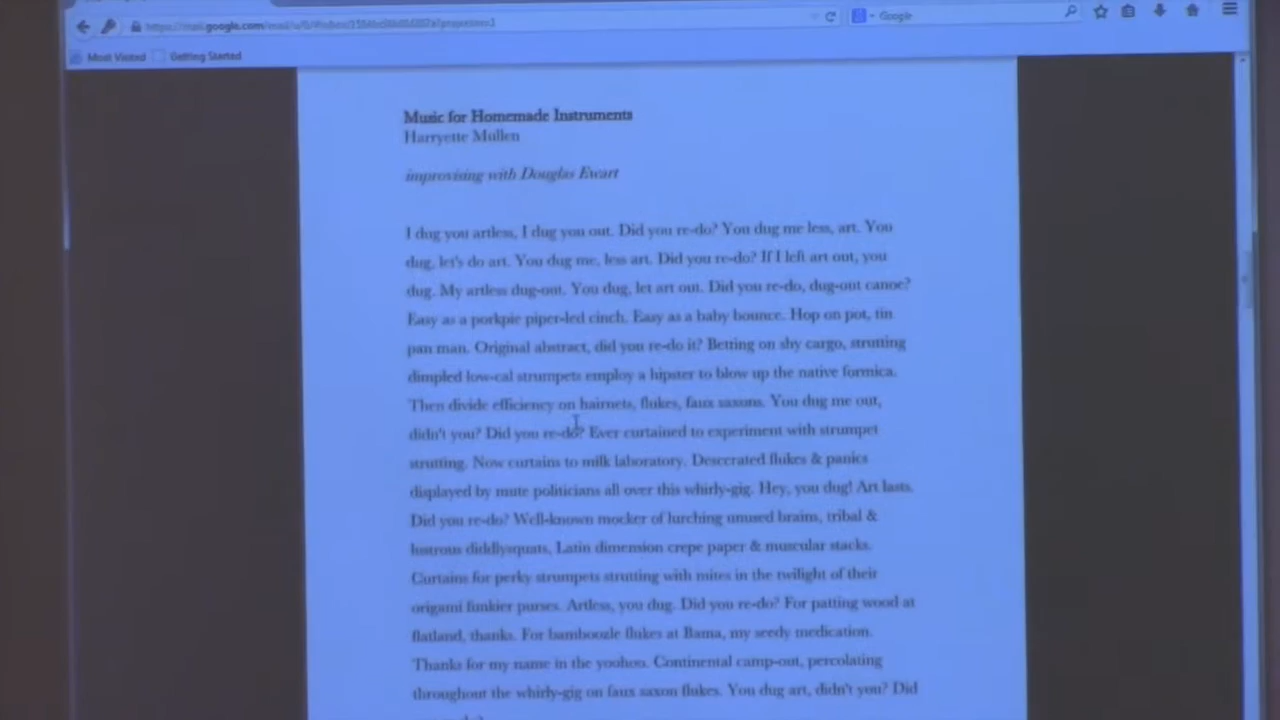 https://mail.google.com/mail/u/0/
Google
Most Visited
Getting Started
Music for Homemade Instruments
Harryette Mullen
improvising with Douglas Ewart
I dug you artless, I dug you out. Did you re-do? You dug me less, art. You
dug, let's do art. You dug me, less art. Did you re-do? If I left art out, you
dug. My artless dug-out. You dug, let art out. Did you re-do, dug-out canoe?
Easy as a porkpie piper-led cinch. Easy as a baby bounce. Hop on pot, tin
pan man. Original abstract, did you re-do it? Betting on shy cargo, strutting
dimpled low-cal strumpets employ a hipster to blow up the native formica.
Then divide efficiency on hairnets, flukes, faux saxons. You dug me out,
didn't you? Did you re-do? Ever curtained to experiment with strumpet
strutting. Now curtains to milk laboratory. Desecrated flukes & panics
displayed by mute politicians all over this whirly-gig. Hey, you dug! Art lasts.
Did you re-do? Well-known mocker of lurching unused brains, tribal &
lustrous diddlysquats, Latin dimension crepe paper & muscular stacks.
Curtains for perky strumpets strutting with mites in the twilight of their
origami funkier purses. Artless, you dug. Did you re-do? For patting wood at
flatland, thanks. For bamboozle flukes at Bama, my seedy medication.
Thanks for my name in the yoohoo. Continental camp-out, percolating
throughout the whirly-gig on faux saxon flukes. You dug art, didn't you? Did